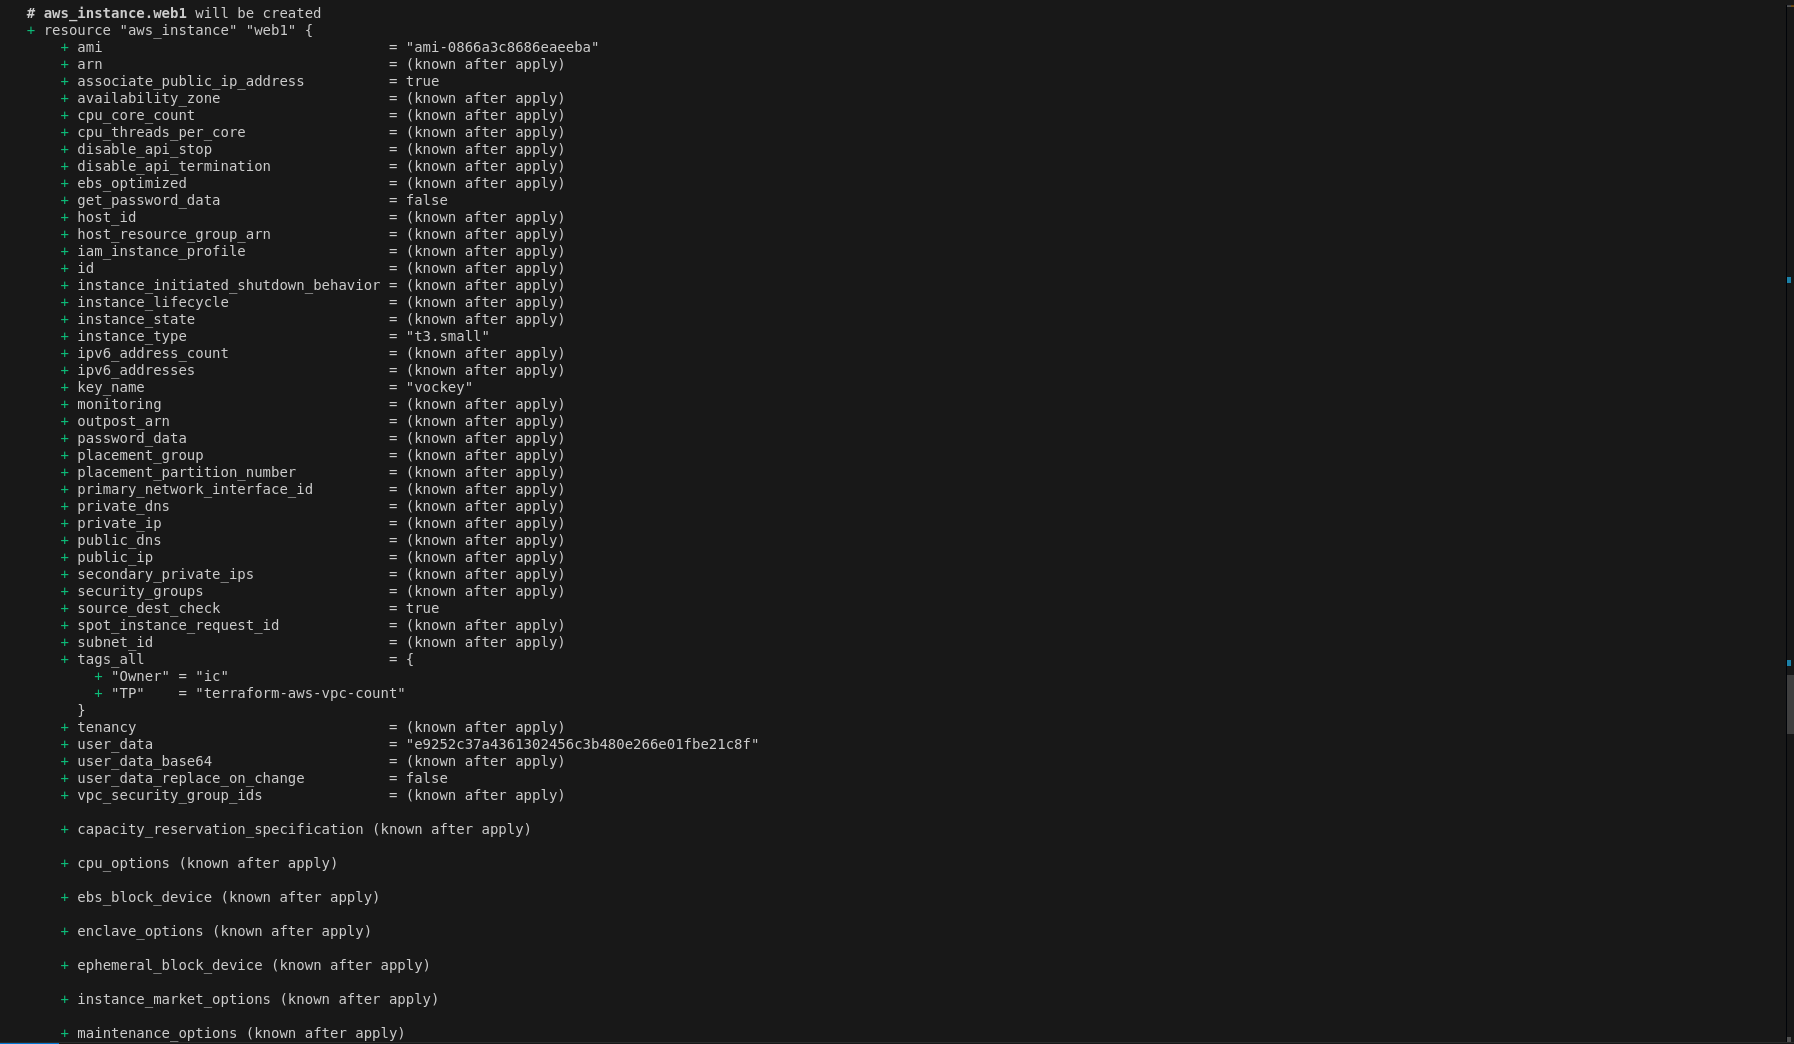 # aws_instance.web1 will be created
+ resource "aws_instance" "web1" {
+ ami = "ami-0866a3c8686eaeeba"
+ arn = (known after apply)
+ associate_public_ip_address = true
+ availability_zone = (known after apply)
+ cpu_core_count = (known after apply)
+ cpu_threads_per_core = (known after apply)
+ disable_api_stop = (known after apply)
+ disable_api_termination = (known after apply)
+ ebs_optimized = (known after apply)
+ get_password_data = false
+ host_id = (known after apply)
+ host_resource_group_arn = (known after apply)
+ iam_instance_profile = (known after apply)
+ id = (known after apply)
+ instance_initiated_shutdown_behavior = (known after apply)
+ instance_lifecycle = (known after apply)
+ instance_state = (known after apply)
+ instance_type = "t3.small"
+ ipv6_address_count = (known after apply)
+ ipv6_addresses = (known after apply)
+ key_name = "vockey"
+ monitoring = (known after apply)
+ outpost_arn = (known after apply)
+ password_data = (known after apply)
+ placement_group = (known after apply)
+ placement_partition_number = (known after apply)
+ primary_network_interface_id = (known after apply)
+ private_dns = (known after apply)
+ private_ip = (known after apply)
+ public_dns = (known after apply)
+ public_ip = (known after apply)
+ secondary_private_ips = (known after apply)
+ security_groups = (known after apply)
+ source_dest_check = true
+ spot_instance_request_id = (known after apply)
+ subnet_id = (known after apply)
+ tags_all = {
+ "Owner" = "ic"
+ "TP" = "terraform-aws-vpc-count"
}
+ tenancy = (known after apply)
+ user_data = "e9252c37a4361302456c3b480e266e01fbe21c8f"
+ user_data_base64 = (known after apply)
+ user_data_replace_on_change = false
+ vpc_security_group_ids = (known after apply)
+ capacity_reservation_specification (known after apply)
+ cpu_options (known after apply)
+ ebs_block_device (known after apply)
+ enclave_options (known after apply)
+ ephemeral_block_device (known after apply)
+ instance_market_options (known after apply)
+ maintenance_options (known after apply)